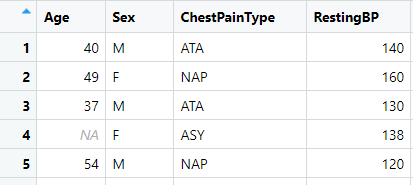 Age Sex ChestPainType RestingBP
1 40 M ATA 140
2 49 F NAP 160
3 37 M ATA 130
4 NA F ASY 138
5 54 M NAP 120